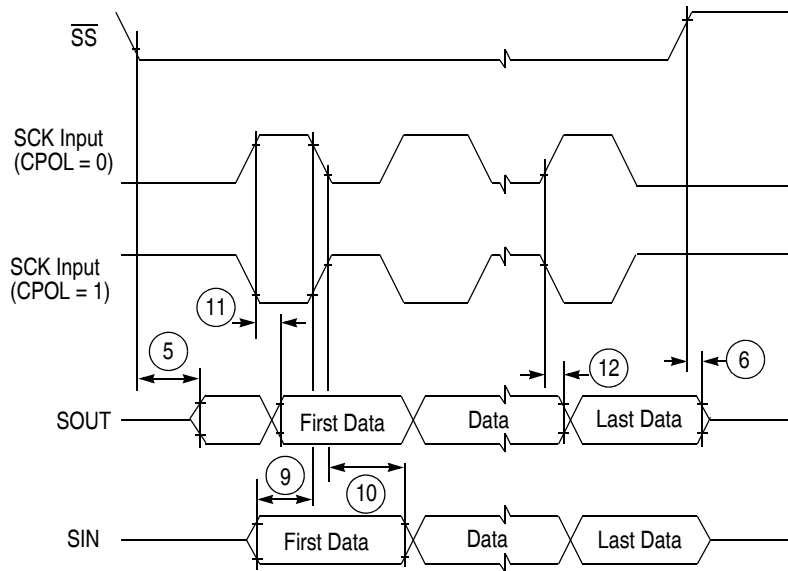 SS
SCK Input
(CPOL = 0)
SCK Input
(CPOL = 1)
11
5
12
6
SOUT
First Data
Data
Last Data
9
10
SIN
First Data
Data
Last Data